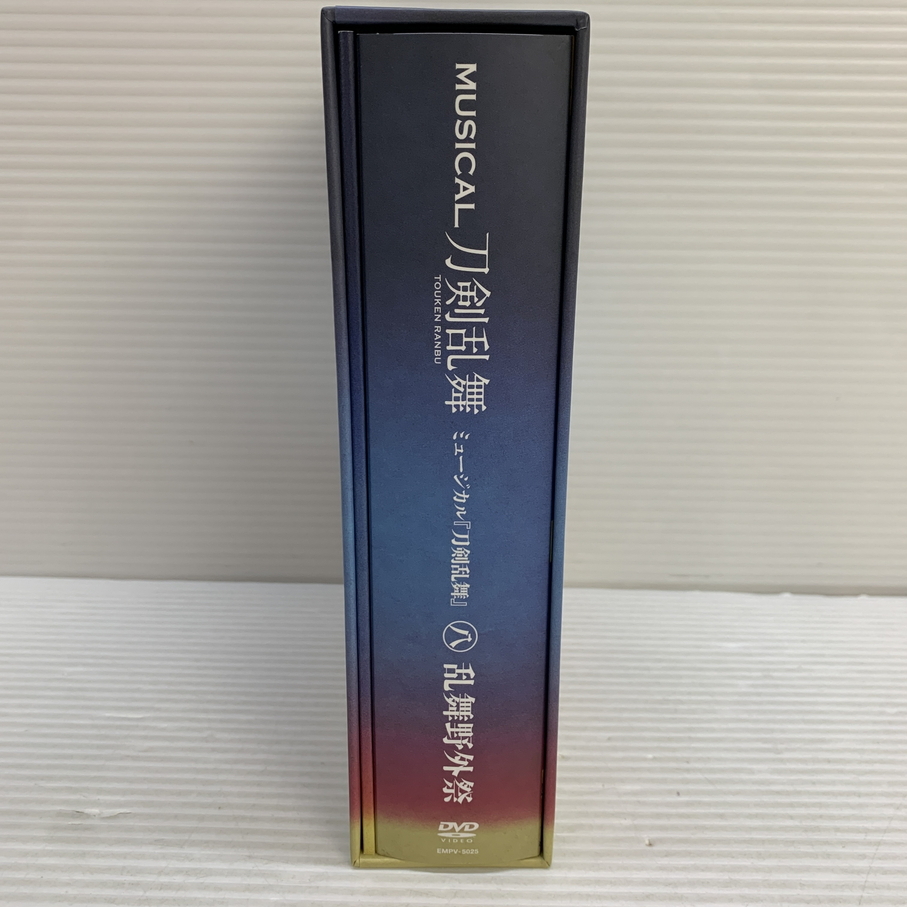 MUSICAL 刀剣乱舞
TOUKEN RANBU
ミュージカル『刀剣乱舞』 ㊇ 乱舞野外祭
DVD
VIDEO
EMPV-5025